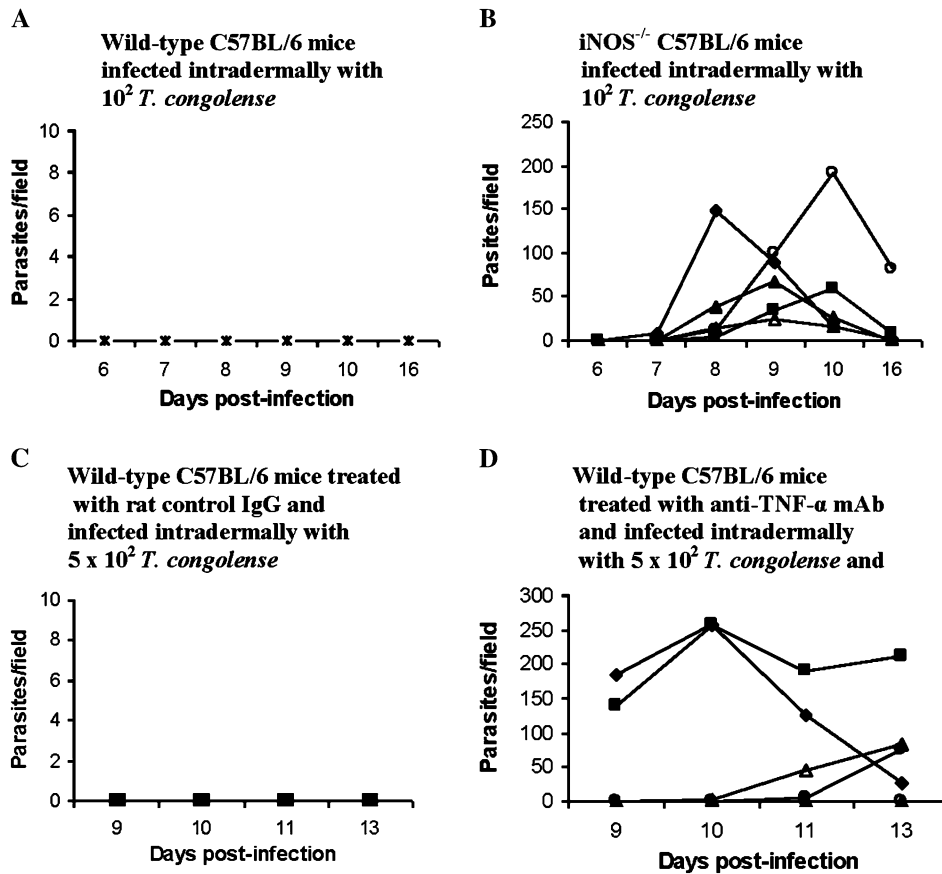 A
Wild-type C57BL/6 mice
infected intradermally with
10² T. congolense
10
8
6
4
2
0
Parasites/field
6 7 8 9 10 16
Days post-infection
B
iNOS-/- C57BL/6 mice
infected intradermally with
10² T. congolense
250
200
150
100
50
0
Pasites/field
6 7 8 9 10 16
Days post-infection
C
Wild-type C57BL/6 mice treated
with rat control IgG and
infected intradermally with
5 x 10² T. congolense
10
8
6
4
2
0
Parasites/field
9 10 11 13
Days post-infection
D
Wild-type C57BL/6 mice
treated with anti-TNF-α mAb
and infected intradermally
with 5 x 10² T. congolense and
300
250
200
150
100
50
0
Parasites/field
9 10 11 13
Days post-infection